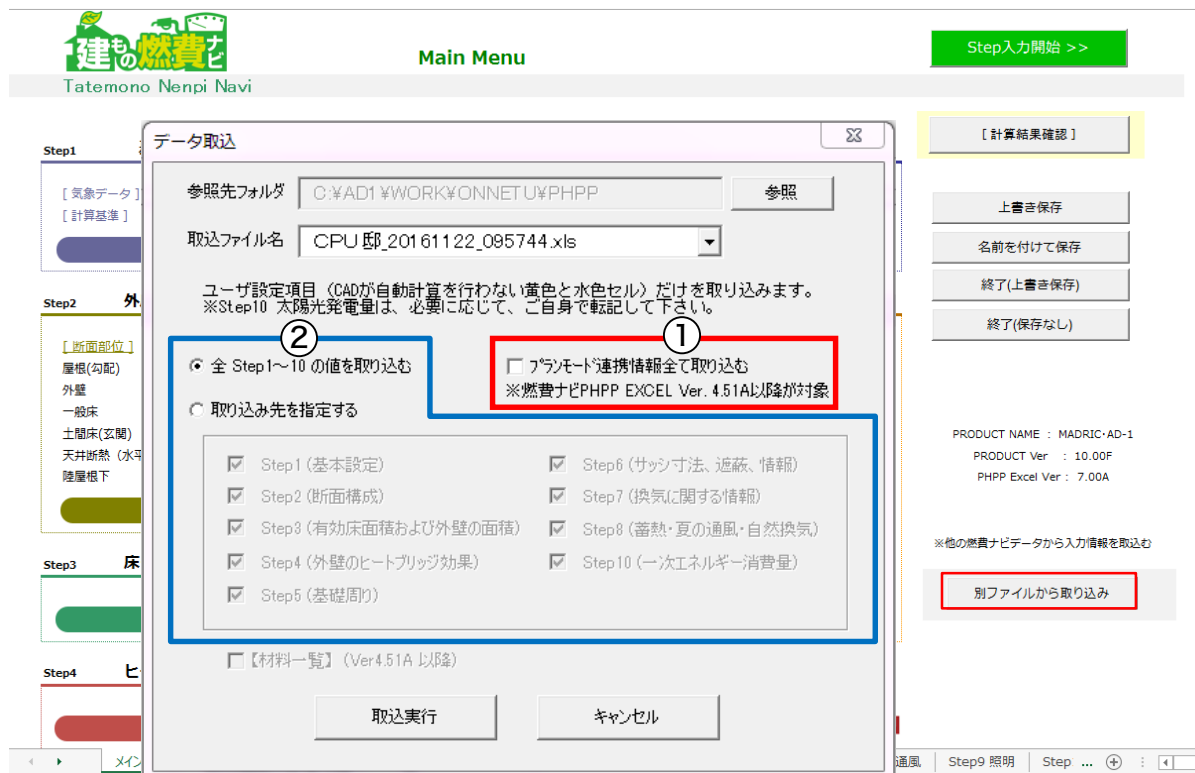 建もの燃費ナビ
Main Menu
Step入力開始 >>
Tatemono Nenpi Navi
[ 計算結果確認 ]
データ取込
Step1
参照先フォルダ
C:¥AD1¥WORK¥ONNETU¥PHPP
参照
[ 気象データ ]
[ 計算基準 ]
上書き保存
取込ファイル名
CPU邸_20161122_095744.xls
名前を付けて保存
ユーザ設定項目（CADが自動計算を行わない黄色と水色セル）だけを取り込みます。
※Step10 太陽光発電量は、必要に応じて、ご自身で転記して下さい。
終了(上書き保存)
終了(保存なし)
Step2 外
[ 断面部位 ]
屋根(勾配)
外壁
一般床
土間床(玄関)
天井断熱（水平
陸屋根下
②
①
全 Step1～10 の値を取り込む
プランモード連携情報全て取り込む
※燃費ナビPHPP EXCEL Ver. 4.51A以降が対象
取り込み先を指定する
Step1(基本設定)
Step6(サッシ寸法、遮蔽、情報)
Step2(断面構成)
Step7(換気に関する情報)
Step3(有効床面積および外壁の面積)
Step8(蓄熱・夏の通風・自然換気)
Step4(外壁のヒートブリッジ効果)
Step10(一次エネルギー消費量)
Step5(基礎周り)
PRODUCT NAME : MADRIC・AD-1
PRODUCT Ver : 10.00F
PHPP Excel Ver : 7.00A
※他の燃費ナビデータから入力情報を取込む
別ファイルから取り込み
Step3 床
【材料一覧】(Ver4.51A 以降)
Step4 ヒ
取込実行
キャンセル
メイン
通風
Step9 照明
Step ...